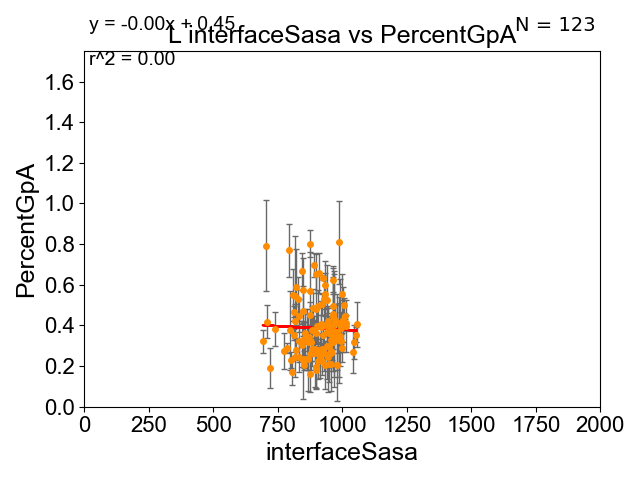 y = -0.00x + 0.45
L interfaceSasa vs PercentGpA
N = 123
r^2 = 0.00
PercentGpA
1.6
1.4
1.2
1.0
0.8
0.6
0.4
0.2
0.0
0 250 500 750 1000 1250 1500 1750 2000
interfaceSasa